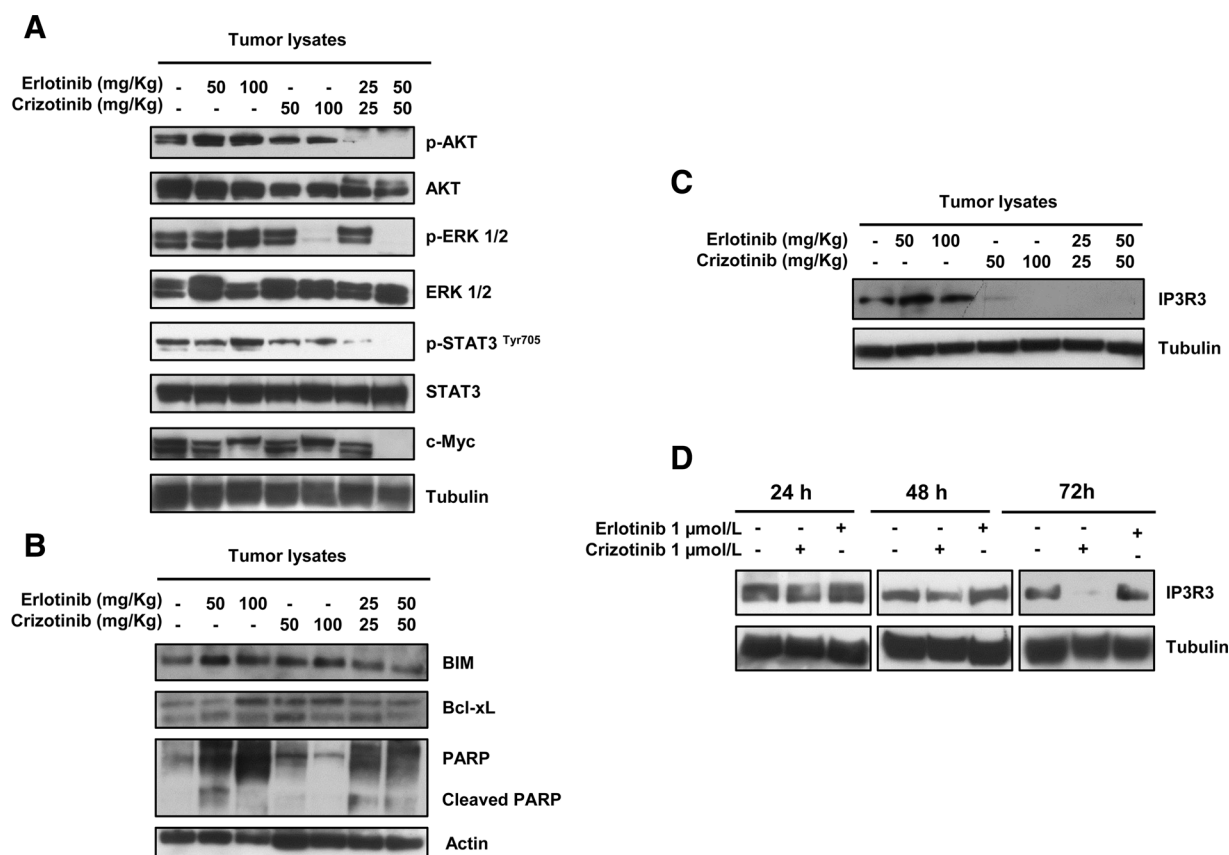 A
Tumor lysates
Erlotinib (mg/Kg) - 50 100 - - 25 50
Crizotinib (mg/Kg) - - - 50 100 25 50
p-AKT
AKT
p-ERK 1/2
ERK 1/2
p-STAT3 Tyr705
STAT3
c-Myc
Tubulin
B
Tumor lysates
Erlotinib (mg/Kg) - 50 100 - - 25 50
Crizotinib (mg/Kg) - - - 50 100 25 50
BIM
Bcl-xL
PARP
Cleaved PARP
Actin
C
Tumor lysates
Erlotinib (mg/Kg) - 50 100 - - 25 50
Crizotinib (mg/Kg) - - - 50 100 25 50
IP3R3
Tubulin
D
24 h 48 h 72h
Erlotinib 1 µmol/L - - + - - + - - +
Crizotinib 1 µmol/L - + - - + - - + -
IP3R3
Tubulin